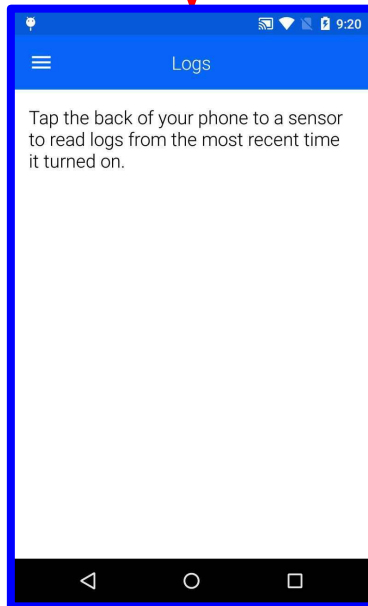 9:20
Logs
Tap the back of your phone to a sensor
to read logs from the most recent time
it turned on.